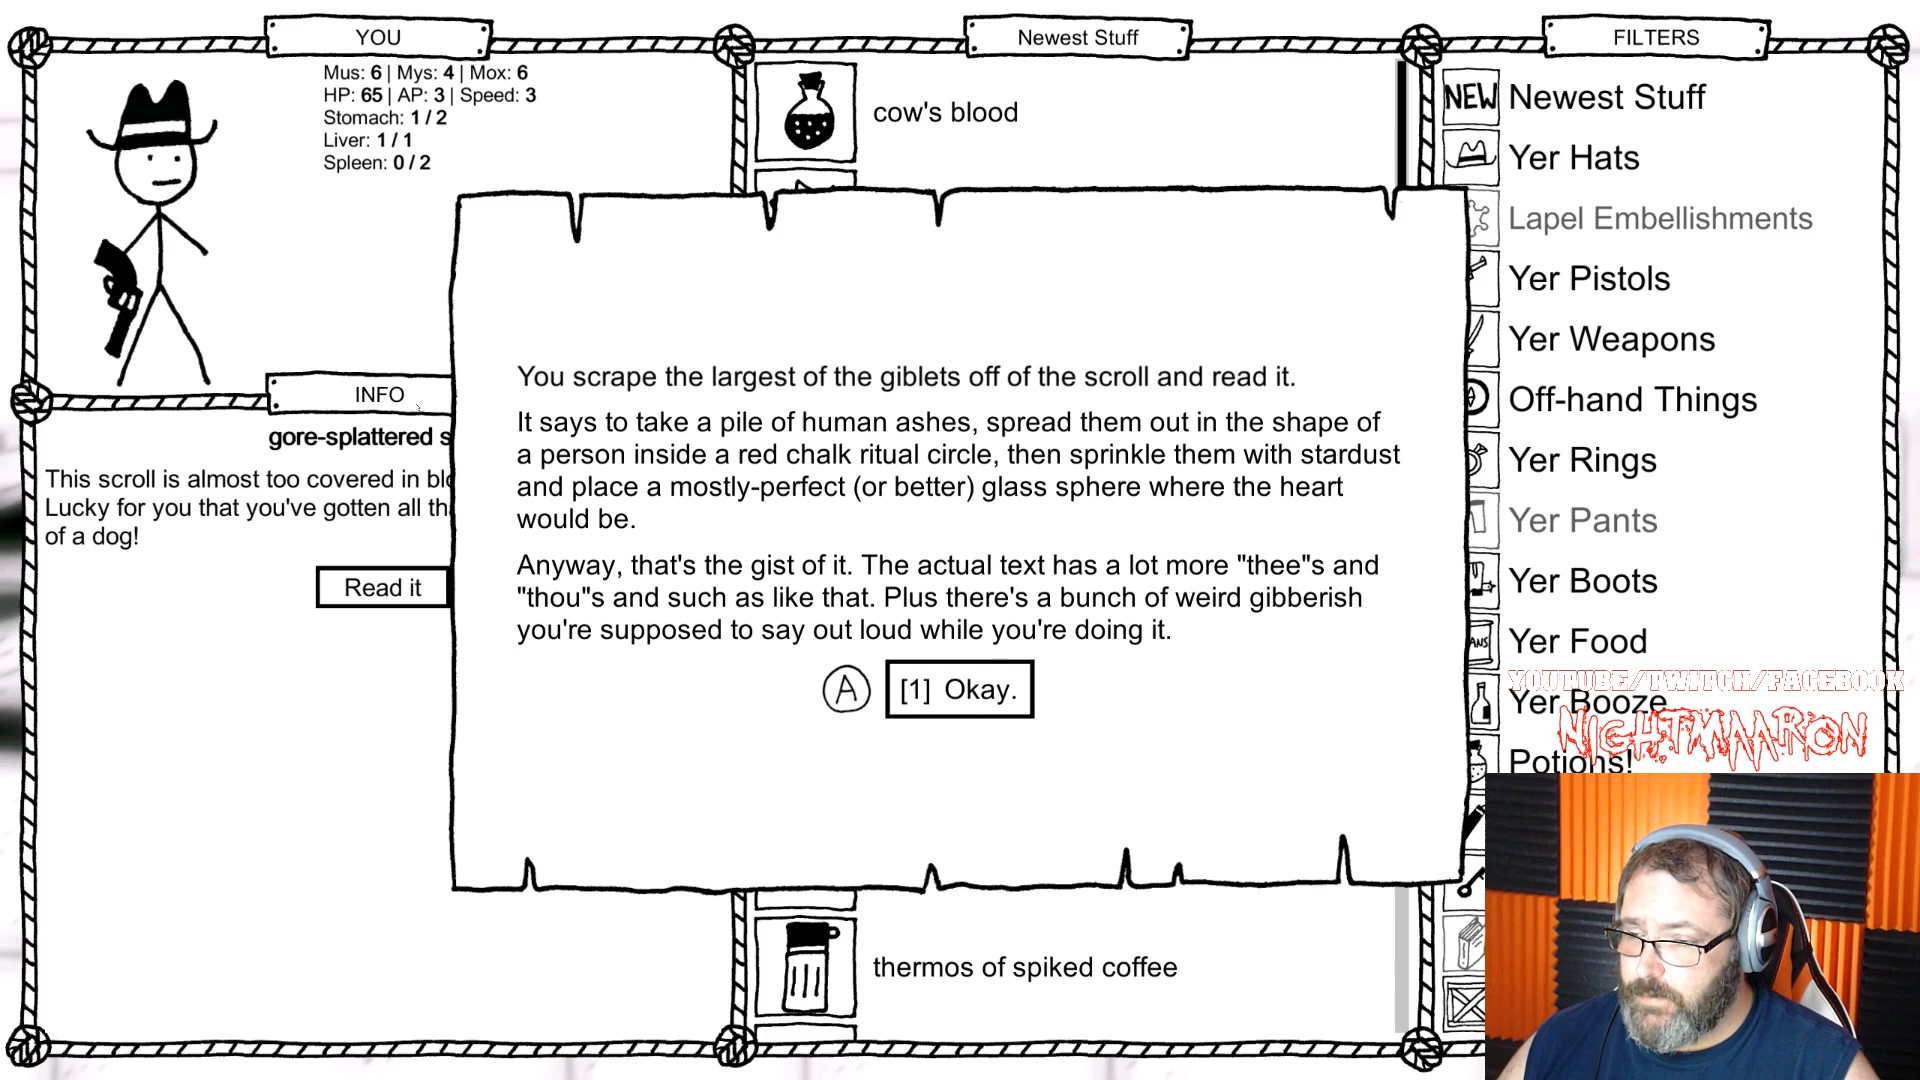 YOU
Mus: 6 | Mys: 4 | Mox: 6
HP: 65 | AP: 3 | Speed: 3
Stomach: 1 / 2
Liver: 1 / 1
Spleen: 0 / 2
INFO
gore-splattered s
This scroll is almost too covered in blo
Lucky for you that you've gotten all th
of a dog!
Read it
Newest Stuff
cow's blood
You scrape the largest of the giblets off of the scroll and read it.
It says to take a pile of human ashes, spread them out in the shape of
a person inside a red chalk ritual circle, then sprinkle them with stardust
and place a mostly-perfect (or better) glass sphere where the heart
would be.
Anyway, that's the gist of it. The actual text has a lot more "thee"s and
"thou"s and such as like that. Plus there's a bunch of weird gibberish
you're supposed to say out loud while you're doing it.
A [1] Okay.
thermos of spiked coffee
FILTERS
NEW Newest Stuff
Yer Hats
Lapel Embellishments
Yer Pistols
Yer Weapons
Off-hand Things
Yer Rings
Yer Pants
Yer Boots
ANS Yer Food
YOUTUBE/TWITCH/FACEBOOK
Yer Booze
NIGHTMAARON
Potions!